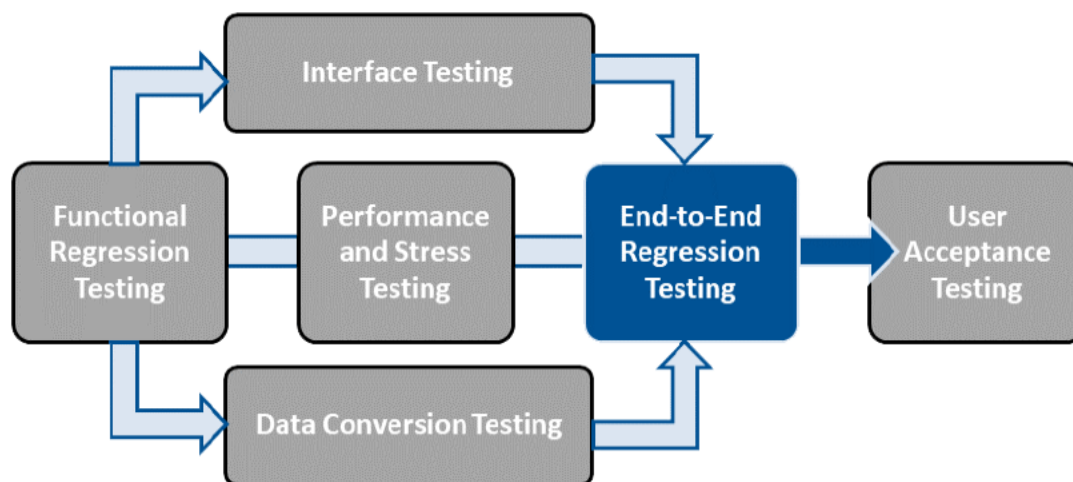 Interface Testing
Functional
Regression
Testing
Performance
and Stress
Testing
End-to-End
Regression
Testing
User
Acceptance
Testing
Data Conversion Testing